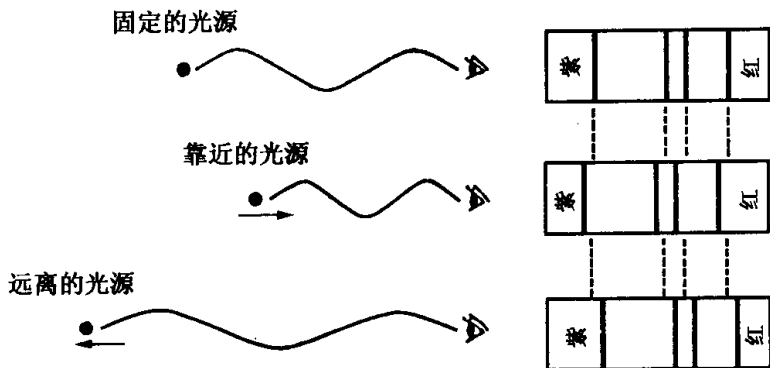 固定的光源
紫 红
靠近的光源
紫 红
远离的光源
紫 红